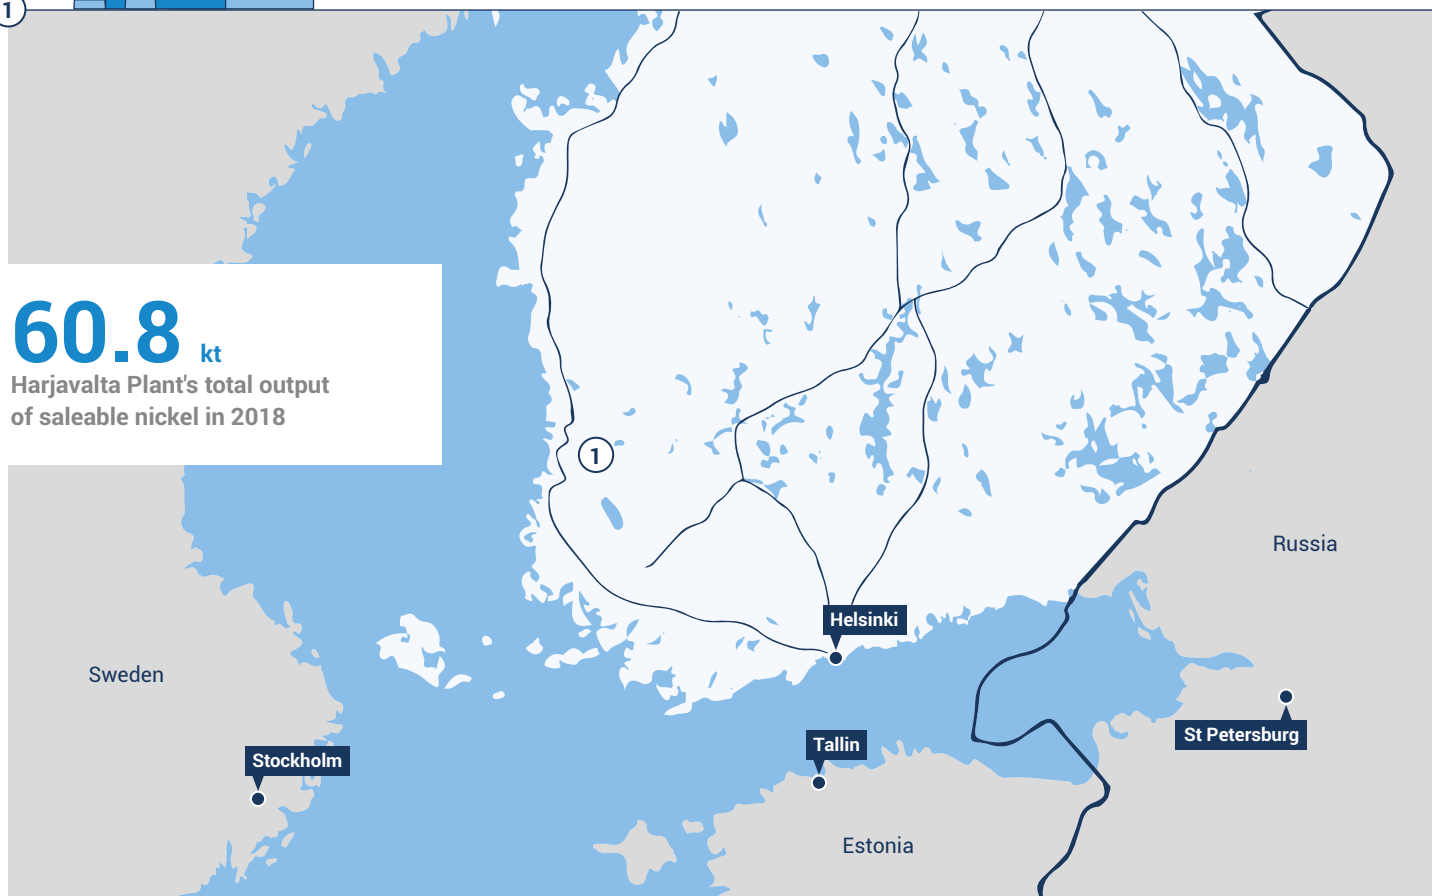 1
60.8 kt
Harjavalta Plant's total output
of saleable nickel in 2018
1
Russia
Helsinki
Sweden
St Petersburg
Tallin
Stockholm
Estonia